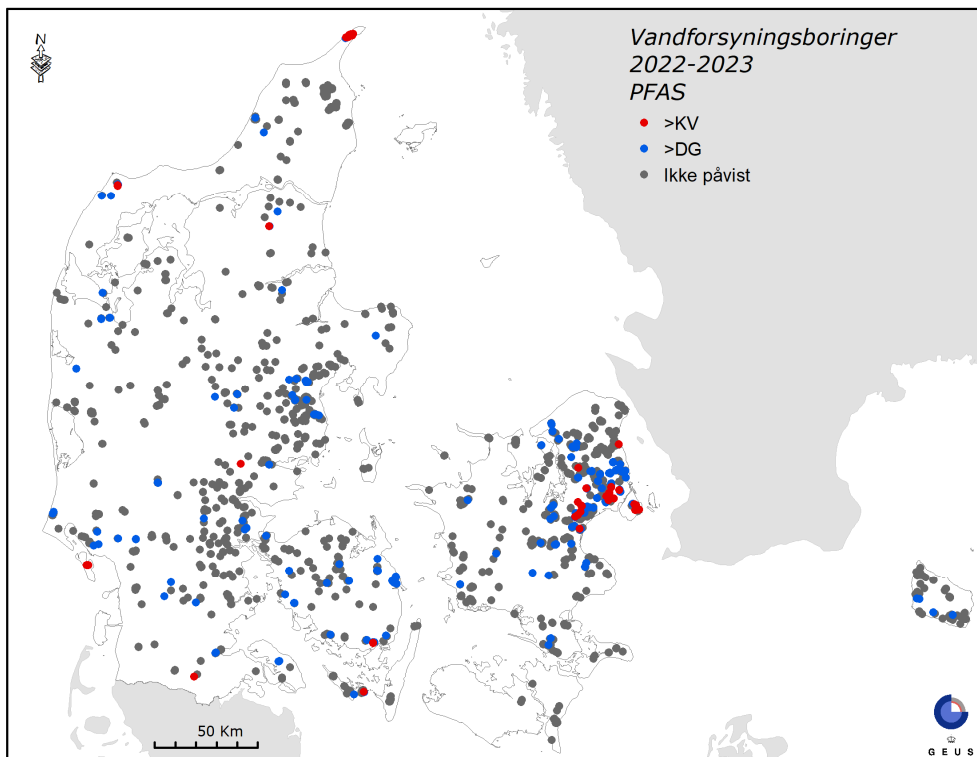 N
Vandforsyningsboringer
2022-2023
PFAS
>KV
>DG
Ikke påvist
50 Km
GEUS